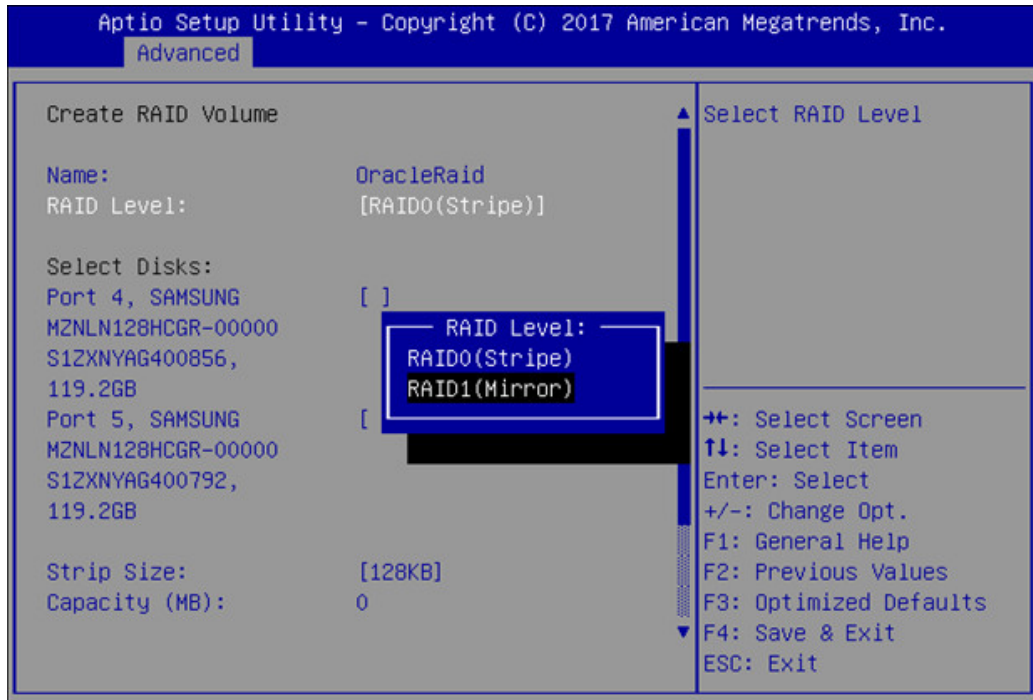 Aptio Setup Utility – Copyright (C) 2017 American Megatrends, Inc.
Advanced
Create RAID Volume
Name: OracleRaid
RAID Level: [RAID0(Stripe)]
Select Disks:
Port 4, SAMSUNG [ ]
MZNLN128HCGR-00000
S1ZXNYAG400856,
119.2GB
Port 5, SAMSUNG [
MZNLN128HCGR-00000
S1ZXNYAG400792,
119.2GB
Strip Size: [128KB]
Capacity (MB): 0
RAID Level:
RAID0(Stripe)
RAID1(Mirror)
Select RAID Level
→←: Select Screen
↑↓: Select Item
Enter: Select
+/-: Change Opt.
F1: General Help
F2: Previous Values
F3: Optimized Defaults
F4: Save & Exit
ESC: Exit